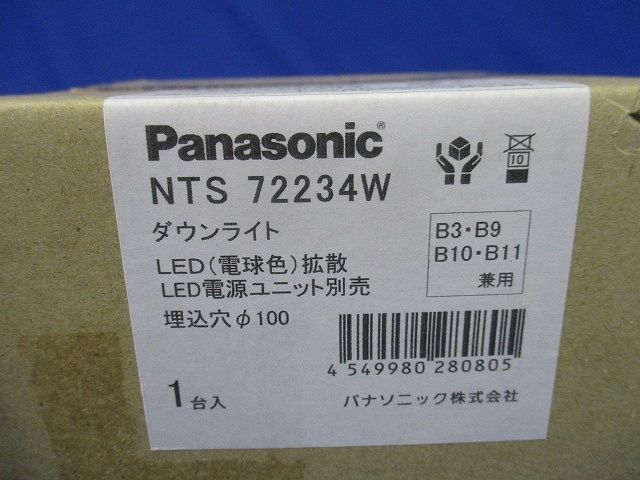 Panasonic®
NTS 72234W
ダウンライト
LED(電球色)拡散
LED電源ユニット別売
埋込穴φ100
1台入
10
B3・B9
B10・B11
兼用
4 549980 280805
パナソニック株式会社